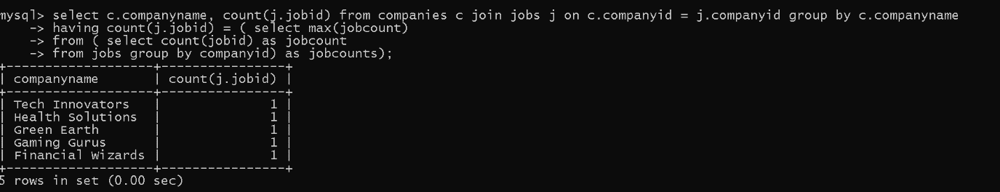 mysql> select c.companyname, count(j.jobid) from companies c join jobs j on c.companyid = j.companyid group by c.companyname
    -> having count(j.jobid) = ( select max(jobcount)
    -> from ( select count(jobid) as jobcount
    -> from jobs group by companyid) as jobcounts);
+-------------------+----------------+
| companyname       | count(j.jobid) |
+-------------------+----------------+
| Tech Innovators   |              1 |
| Health Solutions  |              1 |
| Green Earth       |              1 |
| Gaming Gurus      |              1 |
| Financial Wizards |              1 |
+-------------------+----------------+
5 rows in set (0.00 sec)